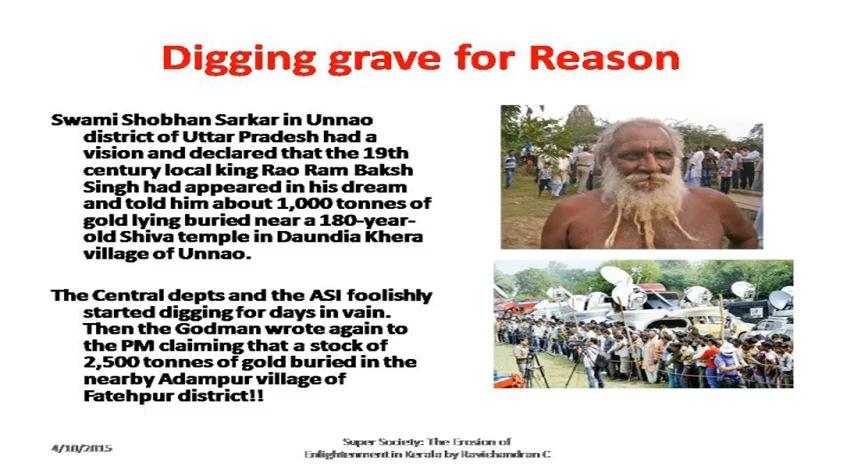 Digging grave for Reason
Swami Shobhan Sarkar in Unnao
district of Uttar Pradesh had a
vision and declared that the 19th
century local king Rao Ram Baksh
Singh had appeared in his dream
and told him about 1,000 tonnes of
gold lying buried near a 180-year-
old Shiva temple in Daundia Khera
village of Unnao.
The Central depts and the ASI foolishly
started digging for days in vain.
Then the Godman wrote again to
the PM claiming that a stock of
2,500 tonnes of gold buried in the
nearby Adampur village of
Fatehpur district!!
4/10/2015
Super Society: The Erosion of
Enlightenment in Kerala by Ravichandran C